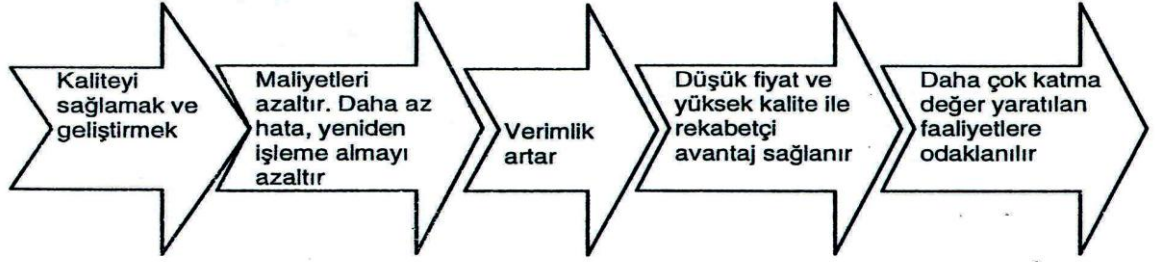 Kaliteyi
sağlamak ve
geliştirmek
Maliyetleri
azaltır. Daha az
hata, yeniden
işleme almayı
azaltır
Verimlik
artar
Düşük fiyat ve
yüksek kalite ile
rekabetçi
avantaj sağlanır
Daha çok katma
değer yaratılan
faaliyetlere
odaklanılır